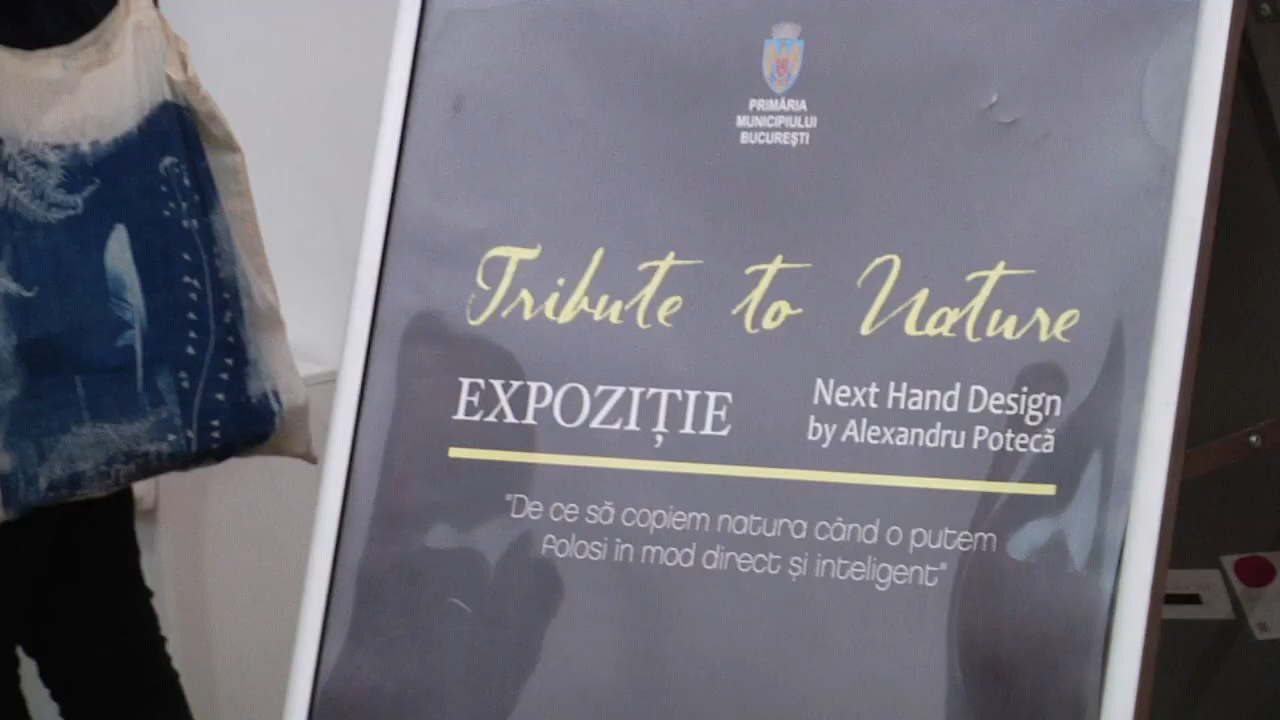 PRIMĂRIA
MUNICIPIULUI
BUCUREȘTI
Tribute to Nature
EXPOZIȚIE
Next Hand Design
by Alexandru Potecă
"De ce să copiem natura când o putem
folosi în mod direct și inteligent"